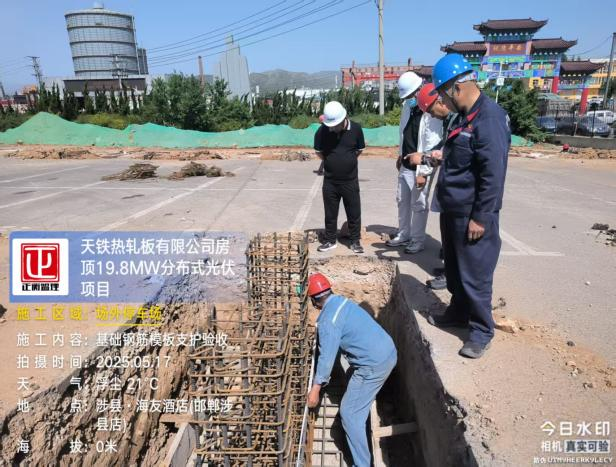 正衡监理
天铁热轧板有限公司房
顶19.8MW分布式光伏
项目
施工区域：场外停车场
施工内容：基础钢筋模板支护验收
拍摄时间：2025.05.17
天气：浮尘 21℃
地点：涉县·海友酒店(邯郸涉
县店)
海拔：0米
今日水印
相机 真实可验
防伪 UTMYHEERKYLECY